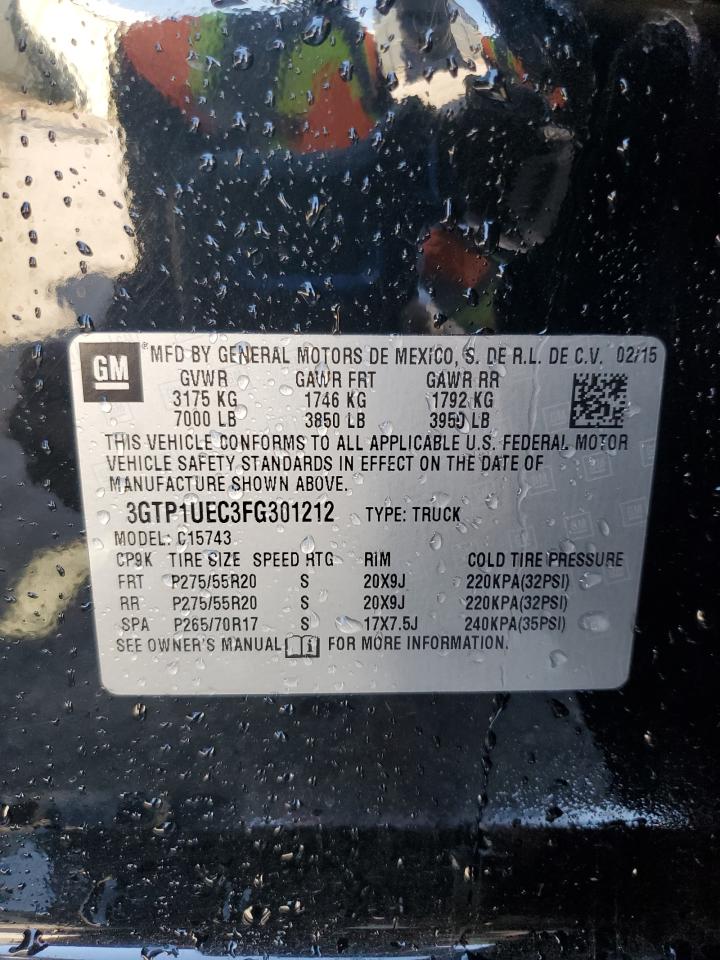 GM
® MFD BY GENERAL MOTORS DE MEXICO, S. DE R.L. DE C.V. 02/15
GVWR GAWR FRT GAWR RR
3175 KG 1746 KG 1792 KG
7000 LB 3850 LB 3950 LB
THIS VEHICLE CONFORMS TO ALL APPLICABLE U.S. FEDERAL MOTOR
VEHICLE SAFETY STANDARDS IN EFFECT ON THE DATE OF
MANUFACTURE SHOWN ABOVE.
3GTP1UEC3FG301212 TYPE: TRUCK
MODEL: C15743
CP9K TIRE SIZE SPEED RTG RIM COLD TIRE PRESSURE
FRT P275/55R20 S 20X9J 220KPA(32PSI)
RR P275/55R20 S 20X9J 220KPA(32PSI)
SPA P265/70R17 S 17X7.5J 240KPA(35PSI)
SEE OWNER'S MANUAL FOR MORE INFORMATION.